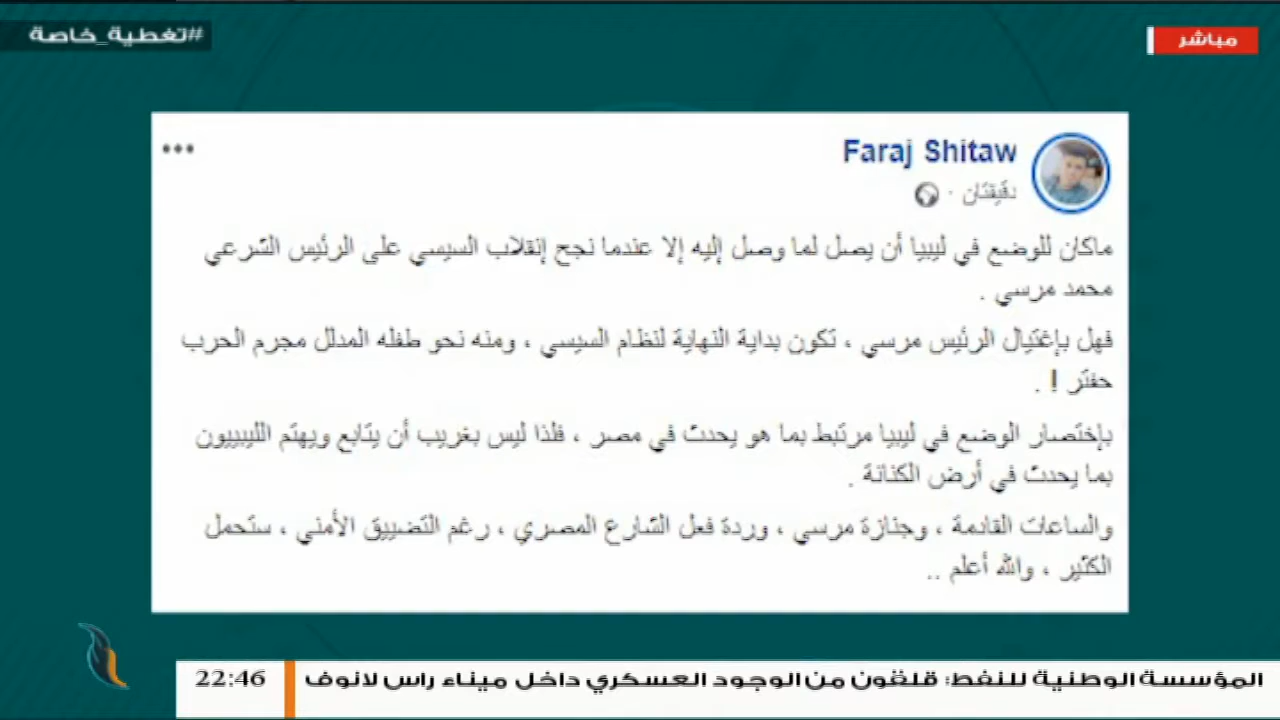 #تغطية_خاصة
مباشر
Faraj Shitaw
دقيقتان ·
ماكان للوضع في ليبيا أن يصل لما وصل إليه إلا عندما نجح إنقلاب السيسي على الرئيس الشرعي
محمد مرسي .
فهل بإغتيال الرئيس مرسي ، تكون بداية النهاية لنظام السيسي ، ومنه نحو طفله المدلل مجرم الحرب
حفتر ! .
بإختصار الوضع في ليبيا مرتبط بما هو يحدث في مصر ، فلذا ليس بغريب أن يتابع ويهتم الليبييون
بما يحدث في أرض الكنانة .
والساعات القادمة ، وجنازة مرسي ، وردة فعل الشارع المصري ، رغم التضييق الأمني ، ستحمل
الكثير ، والله أعلم ..
المؤسسة الوطنية للنفط: قلقون من الوجود العسكري داخل ميناء راس لانوف
22:46